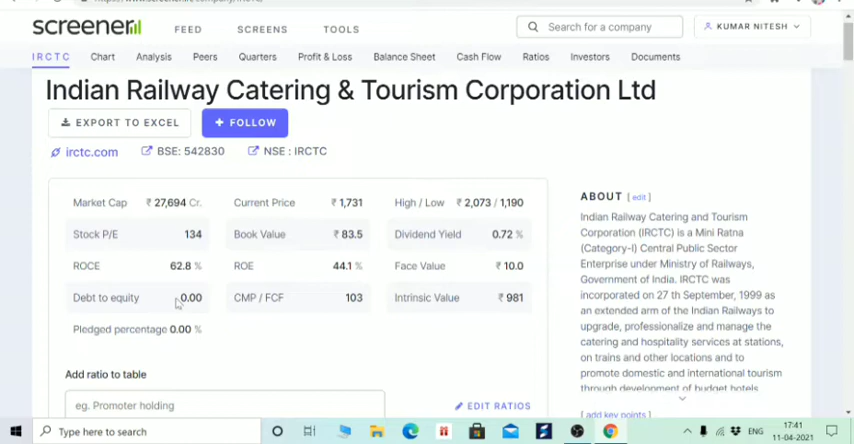 screener
FEED SCREENS TOOLS
Search for a company
KUMAR NITESH
IRCTC Chart Analysis Peers Quarters Profit & Loss Balance Sheet Cash Flow Ratios Investors Documents
Indian Railway Catering & Tourism Corporation Ltd
EXPORT TO EXCEL + FOLLOW
irctc.com BSE: 542830 NSE : IRCTC
Market Cap ₹ 27,694 Cr. Current Price ₹ 1,731 High / Low ₹ 2,073 / 1,190
Stock P/E 134 Book Value ₹ 83.5 Dividend Yield 0.72 %
ROCE 62.8 % ROE 44.1 % Face Value ₹ 10.0
Debt to equity 0.00 CMP / FCF 103 Intrinsic Value ₹ 981
Pledged percentage 0.00 %
Add ratio to table
eg. Promoter holding
EDIT RATIOS
ABOUT [ edit ]
Indian Railway Catering and Tourism
Corporation (IRCTC) is a Mini Ratna
(Category-I) Central Public Sector
Enterprise under Ministry of Railways,
Government of India. IRCTC was
incorporated on 27 th September, 1999 as
an extended arm of the Indian Railways to
upgrade, professionalize and manage the
catering and hospitality services at stations,
on trains and other locations and to
promote domestic and international tourism
through development of budget hotels
[ add key points ]
Type here to search
ENG
17:41
11-04-2021